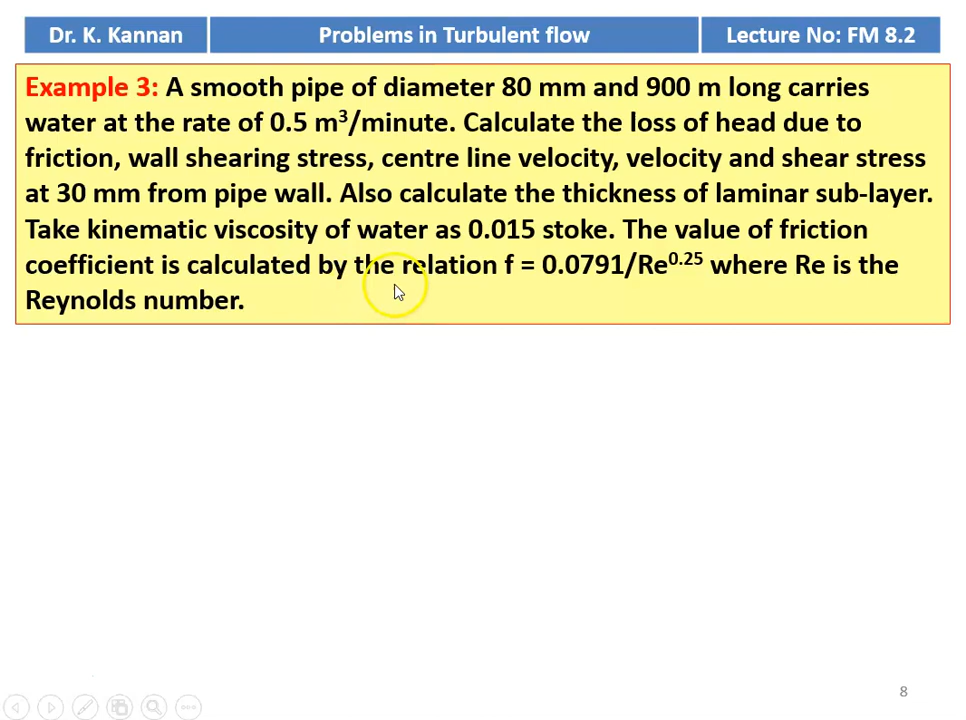 Dr. K. Kannan
Problems in Turbulent flow
Lecture No: FM 8.2
Example 3: A smooth pipe of diameter 80 mm and 900 m long carries
water at the rate of 0.5 m³/minute. Calculate the loss of head due to
friction, wall shearing stress, centre line velocity, velocity and shear stress
at 30 mm from pipe wall. Also calculate the thickness of laminar sub-layer.
Take kinematic viscosity of water as 0.015 stoke. The value of friction
coefficient is calculated by the relation f = 0.0791/Re⁰·²⁵ where Re is the
Reynolds number.
8